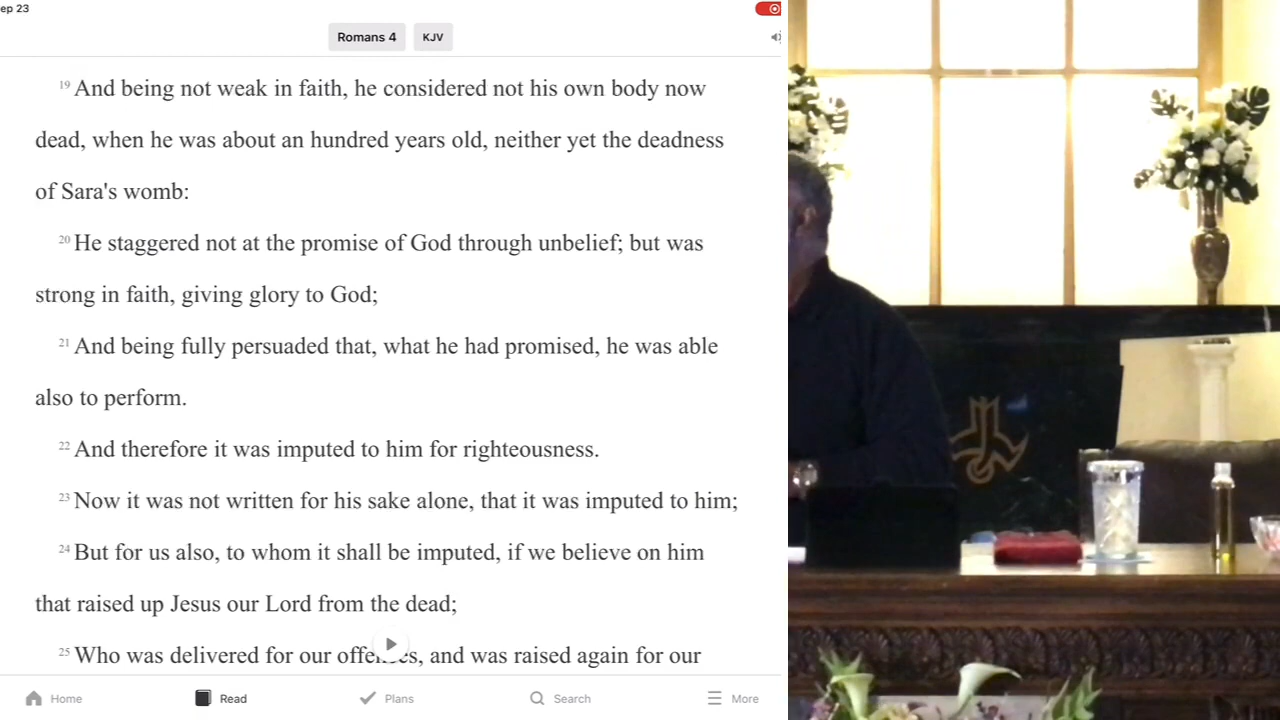 ep 23
Romans 4 KJV
19 And being not weak in faith, he considered not his own body now
dead, when he was about an hundred years old, neither yet the deadness
of Sara's womb:
20 He staggered not at the promise of God through unbelief; but was
strong in faith, giving glory to God;
21 And being fully persuaded that, what he had promised, he was able
also to perform.
22 And therefore it was imputed to him for righteousness.
23 Now it was not written for his sake alone, that it was imputed to him;
24 But for us also, to whom it shall be imputed, if we believe on him
that raised up Jesus our Lord from the dead;
25 Who was delivered for our offenses, and was raised again for our
Home Read Plans Search More